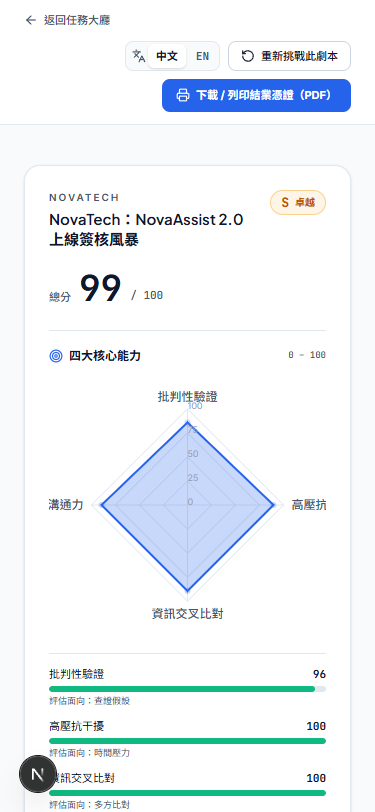 返回任務大廳
中文 EN 重新挑戰此劇本
下載 / 列印結業憑證（PDF）
NOVATECH
S 卓越
NovaTech：NovaAssist 2.0
上線簽核風暴
總分 99 / 100
四大核心能力 0 – 100
批判性驗證
100
75
50
25
0
溝通力
高壓抗
資訊交叉比對
批判性驗證 96
評估面向：查證假設
高壓抗干擾 100
評估面向：時間壓力
N
資訊交叉比對 100
評估面向：多方比對